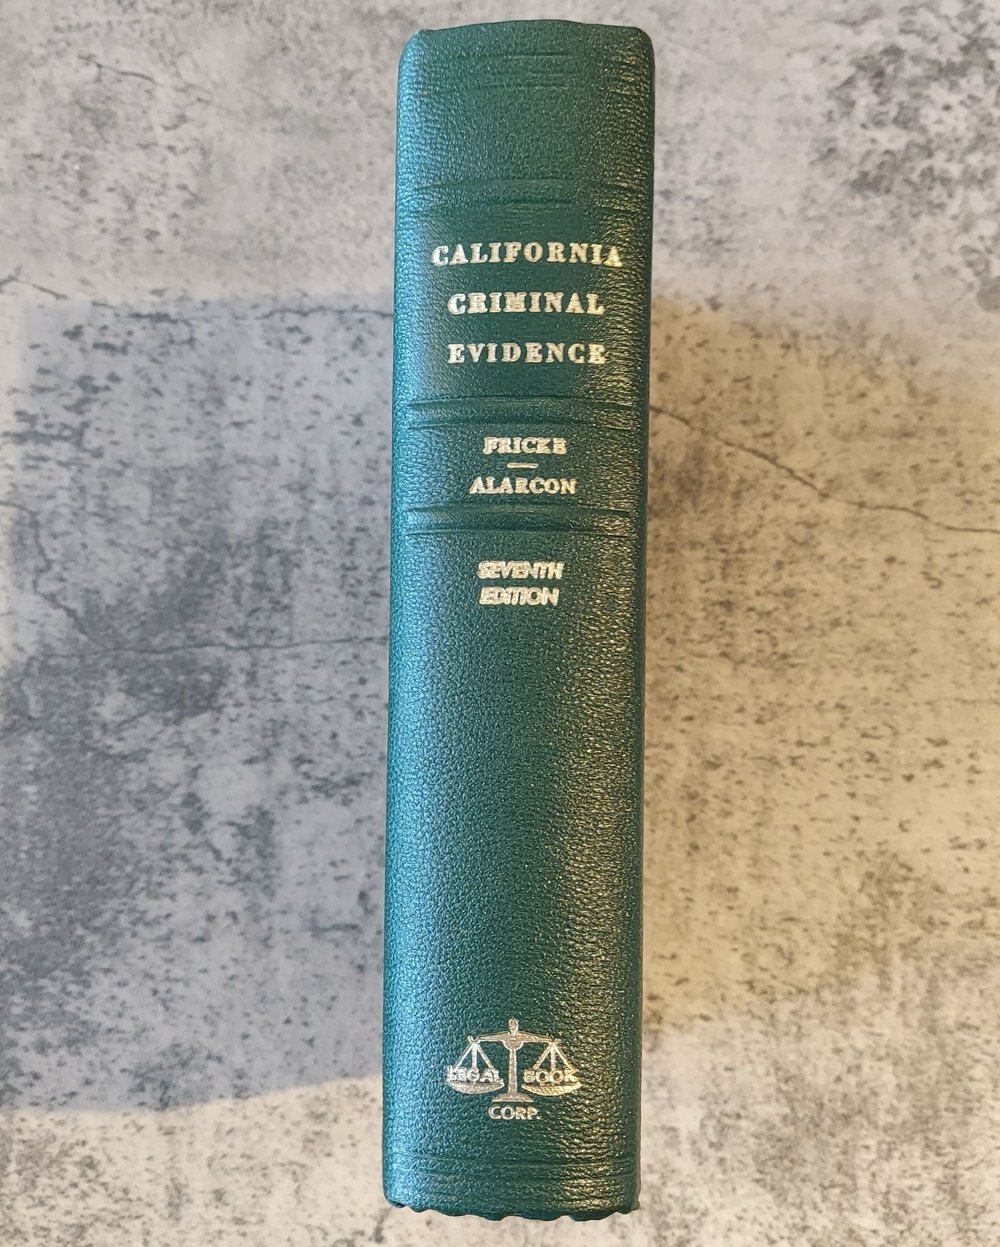 CALIFORNIA
CRIMINAL
EVIDENCE
FRICKE
ALARCON
SEVENTH
EDITION
LEGAL BOOK
CORP.